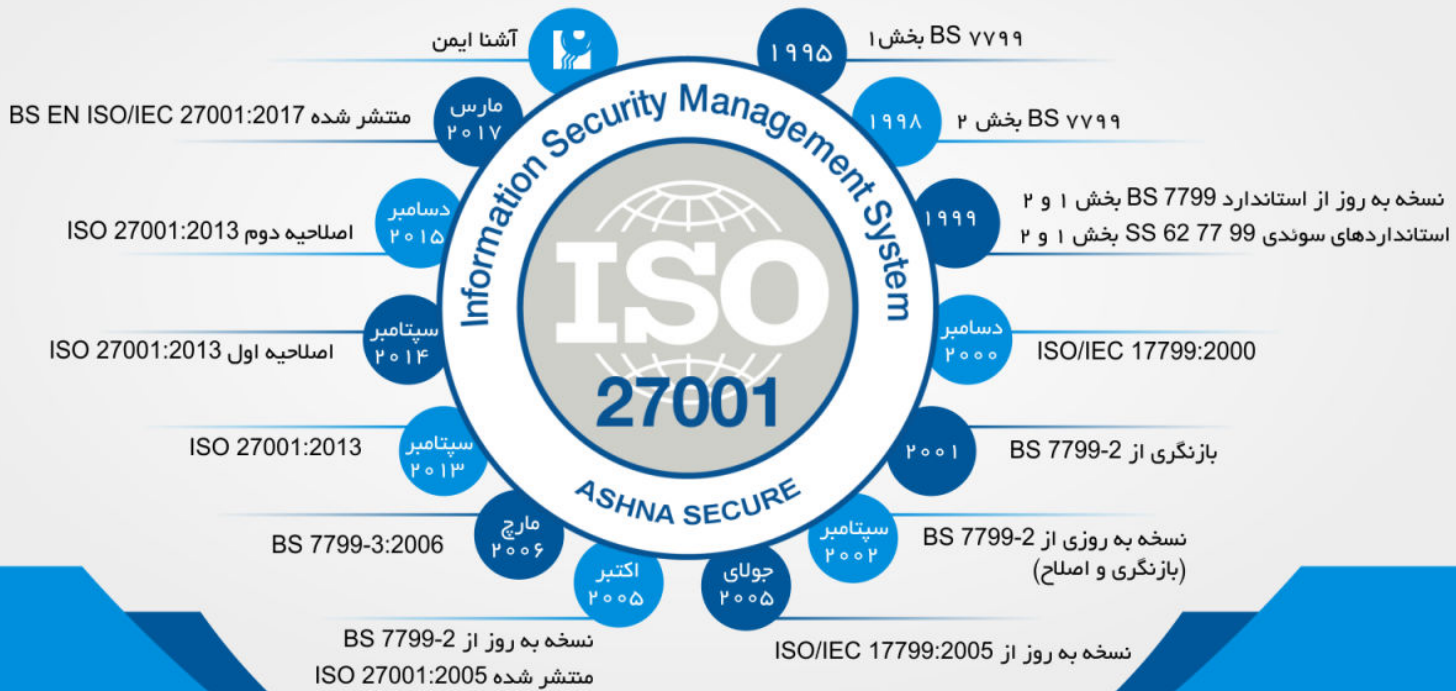 Information Security Management System
ISO
27001
ASHNA SECURE
۱۹۹۵
BS ۷۷۹۹ بخش۱
۱۹۹۸
BS ۷۷۹۹ بخش ۲
۱۹۹۹
نسخه به روز از استاندارد BS 7799 بخش ۱ و ۲
استانداردهای سوئدی SS 62 77 99 بخش ۱ و ۲
دسامبر
۲۰۰۰
ISO/IEC 17799:2000
۲۰۰۱
بازنگری از BS 7799-2
سپتامبر
۲۰۰۲
نسخه به روزی از BS 7799-2
(بازنگری و اصلاح)
جولای
۲۰۰۵
نسخه به روز از ISO/IEC 17799:2005
اکتبر
۲۰۰۵
نسخه به روز از BS 7799-2
منتشر شده ISO 27001:2005
مارچ
۲۰۰۶
BS 7799-3:2006
سپتامبر
۲۰۱۳
ISO 27001:2013
سپتامبر
۲۰۱۴
اصلاحیه اول ISO 27001:2013
دسامبر
۲۰۱۵
اصلاحیه دوم ISO 27001:2013
مارس
۲۰۱۷
منتشر شده BS EN ISO/IEC 27001:2017
آشنا ایمن